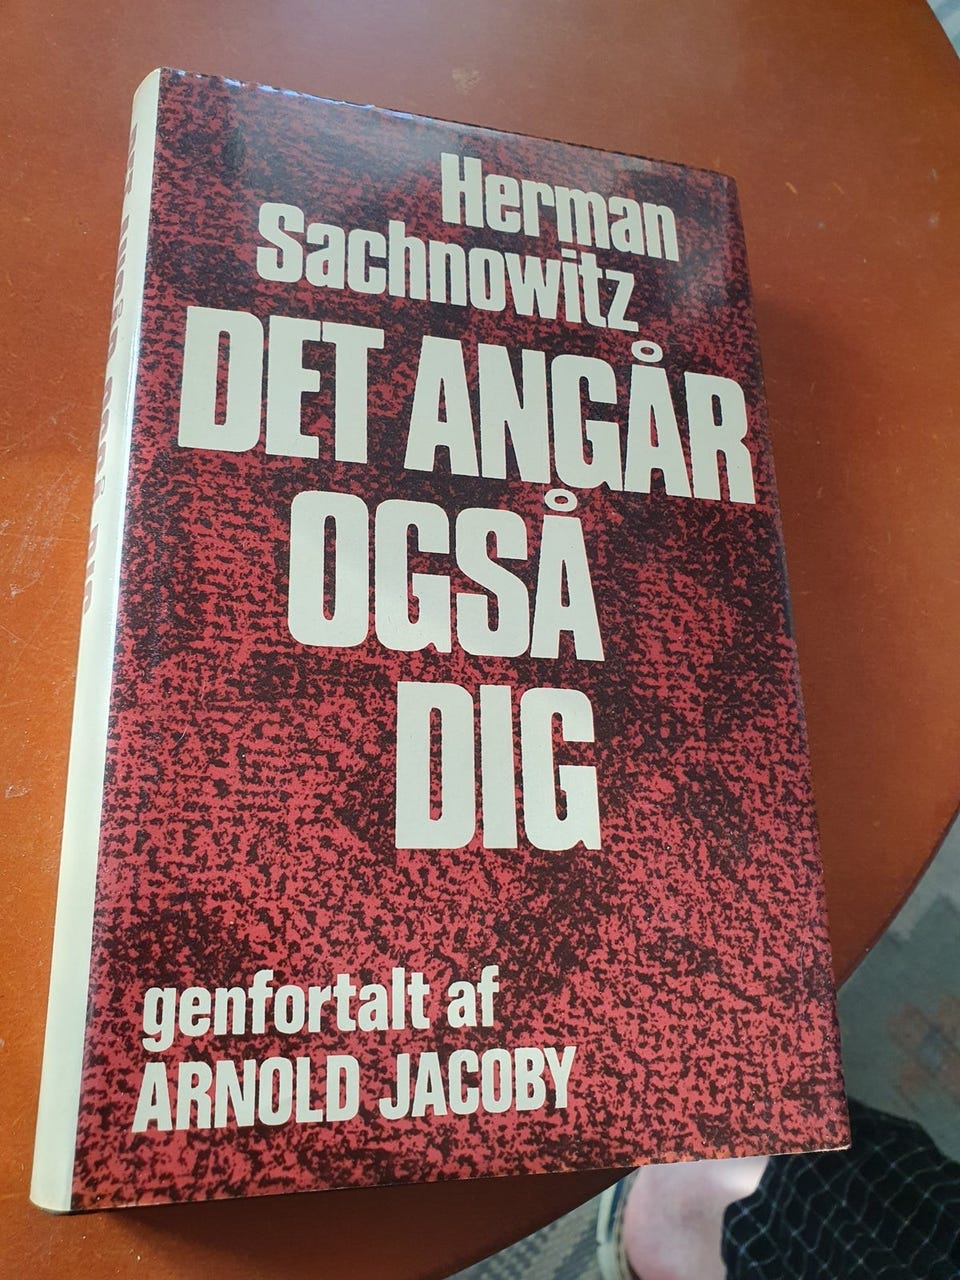 Herman
Sachnowitz
DET ANGÅR
OGSÅ
DIG
genfortalt af
ARNOLD JACOBY